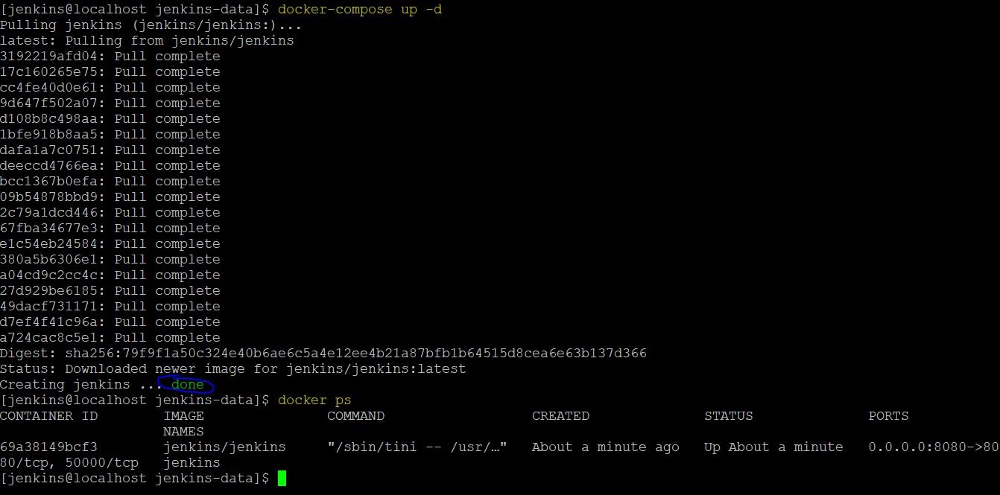 [jenkins@localhost jenkins-data]$ docker-compose up -d
Pulling jenkins (jenkins/jenkins:)...
latest: Pulling from jenkins/jenkins
3192219afd04: Pull complete
17c160265e75: Pull complete
cc4fe40d0e61: Pull complete
9d647f502a07: Pull complete
d108b8c498aa: Pull complete
1bfe918b8aa5: Pull complete
dafa1a7c0751: Pull complete
deeccd4766ea: Pull complete
bcc1367b0efa: Pull complete
09b54878bbd9: Pull complete
2c79a1dcd446: Pull complete
67fba34677e3: Pull complete
e1c54eb24584: Pull complete
380a5b6306e1: Pull complete
a04cd9c2cc4c: Pull complete
27d929be6185: Pull complete
49dacf731171: Pull complete
d7ef4f41c96a: Pull complete
a724cac8c5e1: Pull complete
Digest: sha256:79f9f1a50c324e40b6ae6c5a4e12ee4b21a87bfb1b64515d8cea6e63b137d366
Status: Downloaded newer image for jenkins/jenkins:latest
Creating jenkins ... done
[jenkins@localhost jenkins-data]$ docker ps
CONTAINER ID        IMAGE               COMMAND                  CREATED              STATUS              PORTS
                    NAMES
69a38149bcf3        jenkins/jenkins     "/sbin/tini -- /usr/…"   About a minute ago   Up About a minute   0.0.0.0:8080->80
80/tcp, 50000/tcp   jenkins
[jenkins@localhost jenkins-data]$